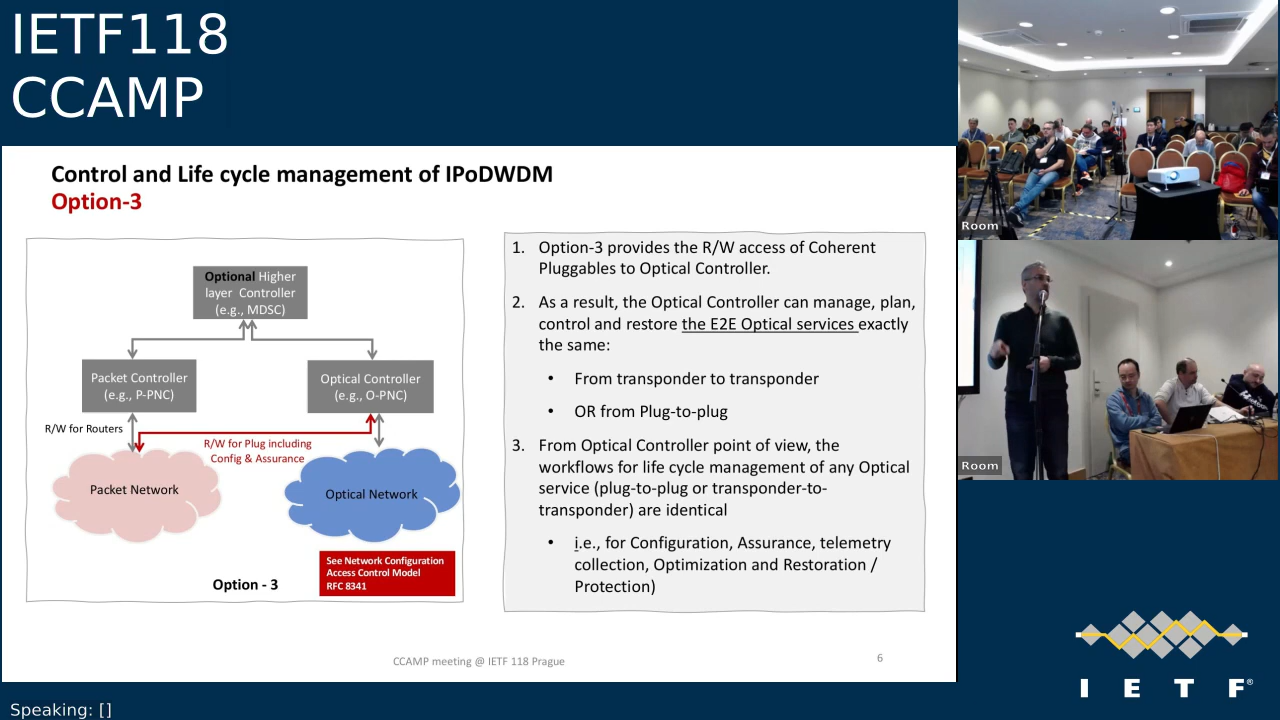 IETF118
CCAMP
Control and Life cycle management of IPoDWDM
Option-3
Optional Higher
layer Controller
(e.g., MDSC)
Packet Controller
(e.g., P-PNC)
Optical Controller
(e.g., O-PNC)
R/W for Routers
R/W for Plug including
Config & Assurance
Packet Network
Optical Network
See Network Configuration
Access Control Model
RFC 8341
Option - 3
1. Option-3 provides the R/W access of Coherent
Pluggables to Optical Controller.
2. As a result, the Optical Controller can manage, plan,
control and restore the E2E Optical services exactly
the same:
• From transponder to transponder
• OR from Plug-to-plug
3. From Optical Controller point of view, the
workflows for life cycle management of any Optical
service (plug-to-plug or transponder-to-
transponder) are identical
• i.e., for Configuration, Assurance, telemetry
collection, Optimization and Restoration /
Protection)
CCAMP meeting @ IETF 118 Prague
6
Room
Room
I E T F®
Speaking: []